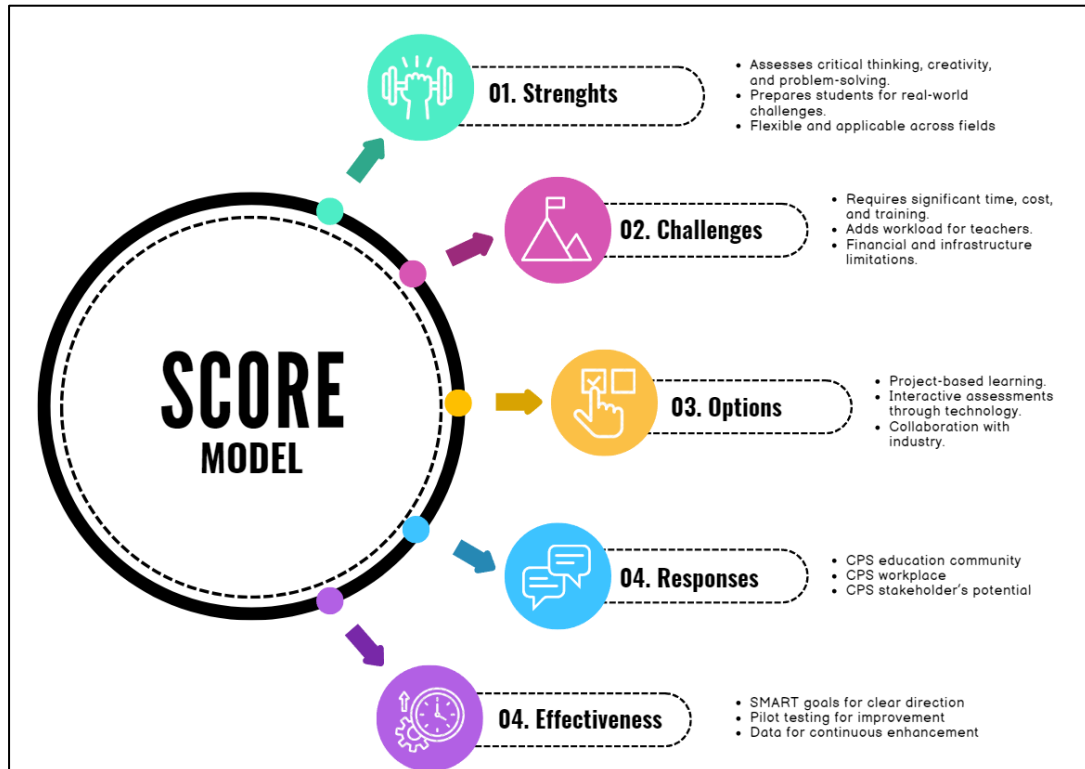 SCORE
MODEL
01. Strenghts
• Assesses critical thinking, creativity,
and problem-solving.
• Prepares students for real-world
challenges.
• Flexible and applicable across fields
02. Challenges
• Requires significant time, cost,
and training.
• Adds workload for teachers.
• Financial and infrastructure
limitations.
03. Options
• Project-based learning.
• Interactive assessments
through technology.
• Collaboration with
industry.
04. Responses
• CPS education community
• CPS workplace
• CPS stakeholder's potential
04. Effectiveness
• SMART goals for clear direction
• Pilot testing for improvement
• Data for continuous enhancement